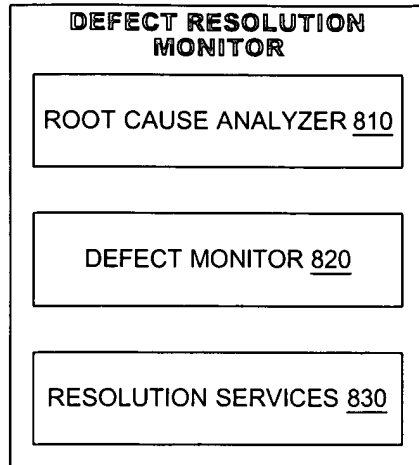 DEFECT RESOLUTION
MONITOR
ROOT CAUSE ANALYZER 810
DEFECT MONITOR 820
RESOLUTION SERVICES 830